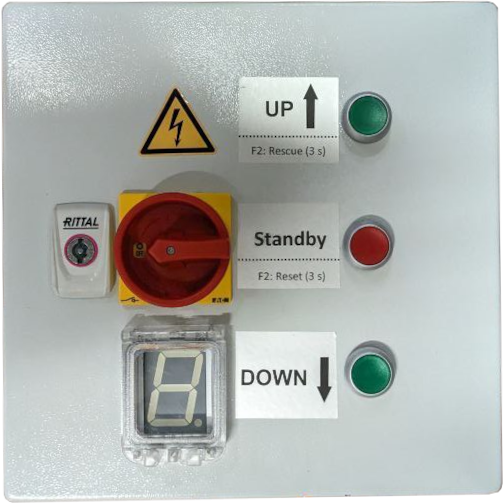 UP
F2: Rescue (3 s)
RITTAL
Standby
F2: Reset (3 s)
DOWN